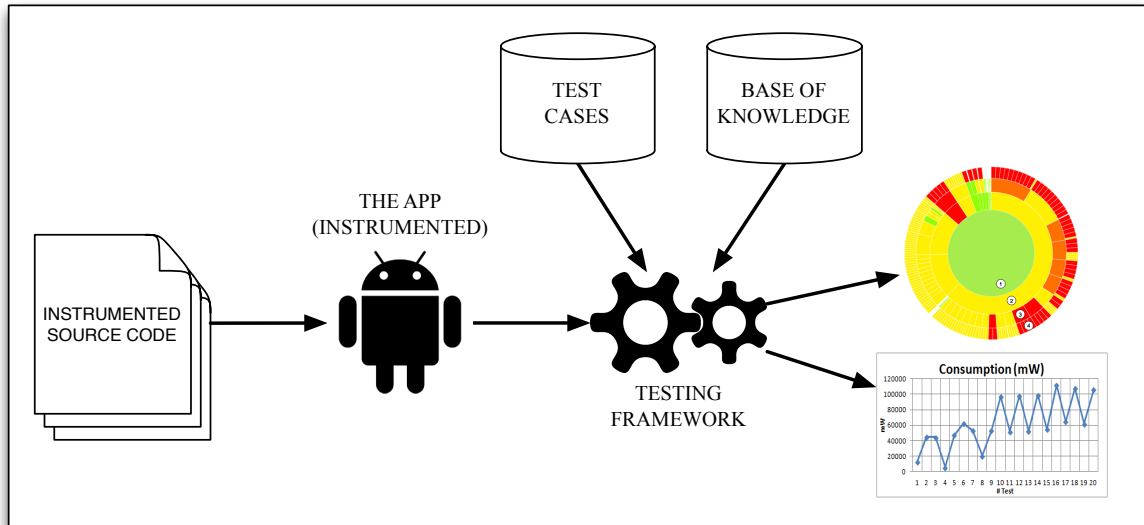 TEST
CASES
BASE OF
KNOWLEDGE
THE APP
(INSTRUMENTED)
INSTRUMENTED
SOURCE CODE
TESTING
FRAMEWORK
1
2
3
4
Consumption (mW)
mW
120000
100000
80000
60000
40000
20000
0
1 2 3 4 5 6 7 8 9 10 11 12 13 14 15 16 17 18 19 20
# Test